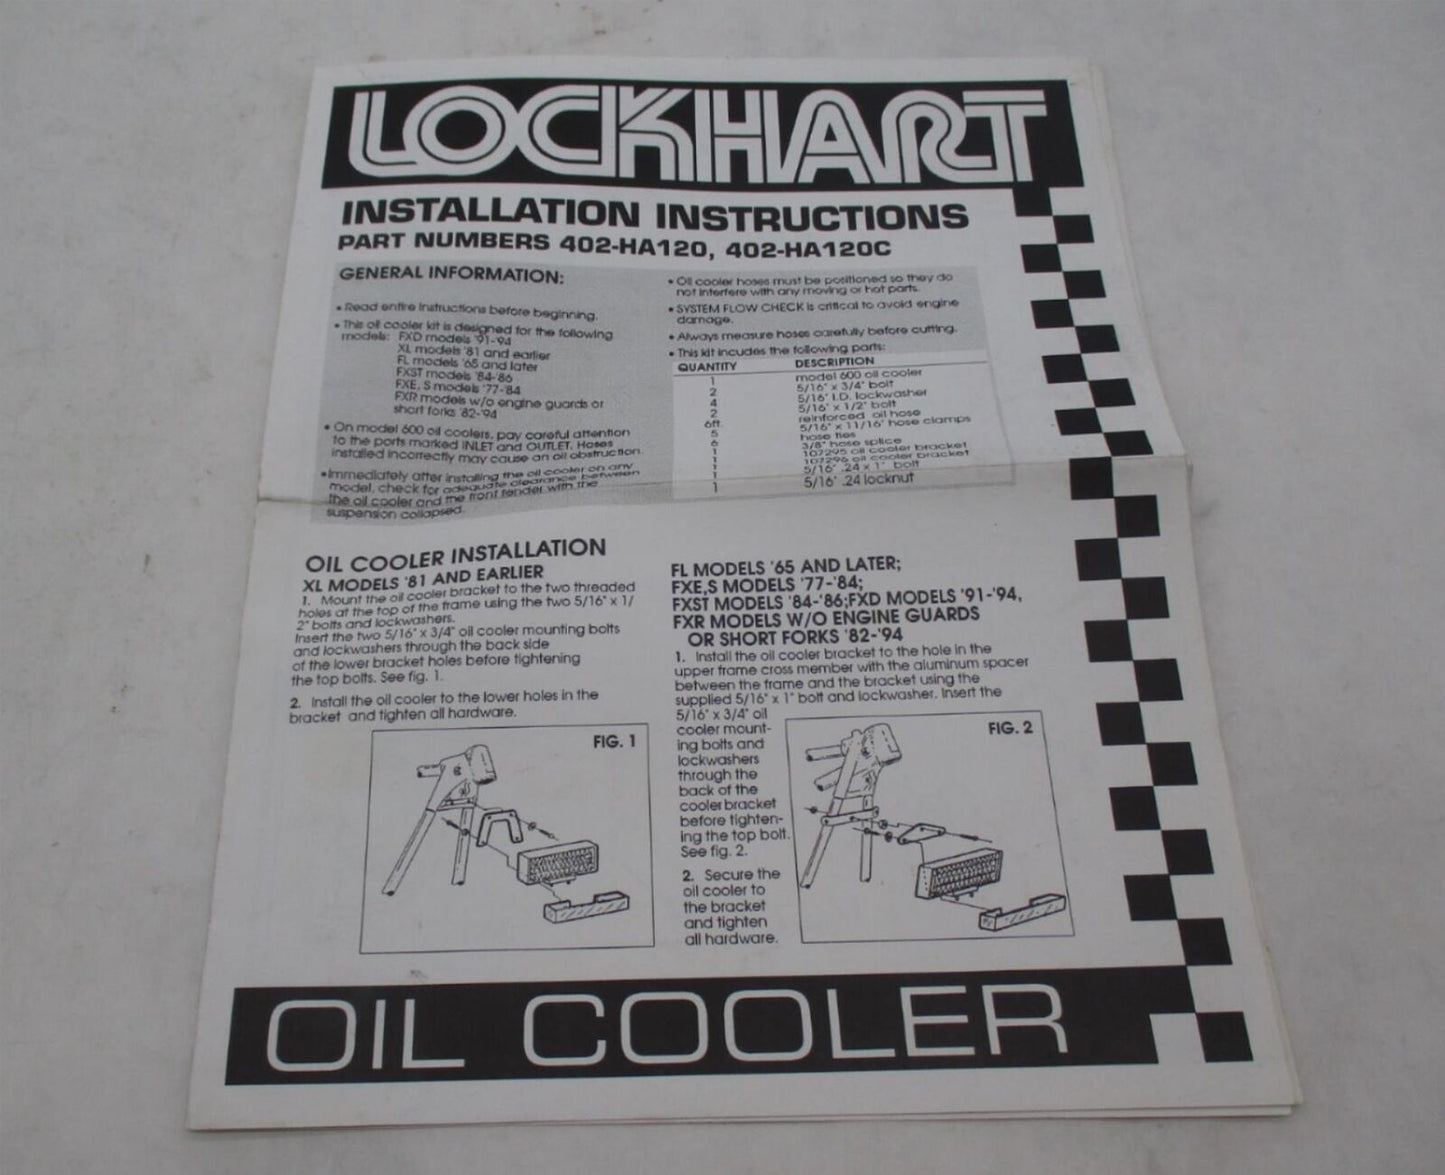 LOCKHART
INSTALLATION INSTRUCTIONS
PART NUMBERS 402-HA120, 402-HA120C
GENERAL INFORMATION:
• Read entire instructions before beginning.
• This oil cooler kit is designed for the following
models: FXD models '91-'94
XL models '81 and earlier
FL models '65 and later
FXST models '84-'86
FXE, S models '77-'84
FXR models w/o engine guards or
short forks '82-'94
• On model 600 oil coolers, pay careful attention
to the ports marked INLET and OUTLET. Hoses
installed incorrectly may cause an oil obstruction.
• Immediately after installing the oil cooler on any
model, check for adequate clearance between
the oil cooler and the front fender with the
suspension collapsed.
• Oil cooler hoses must be positioned so they do
not interfere with any moving or hot parts.
• SYSTEM FLOW CHECK is critical to avoid engine
damage.
• Always measure hoses carefully before cutting.
• This kit incudes the following parts:
QUANTITY DESCRIPTION
1 model 600 oil cooler
2 5/16" x 3/4" bolt
4 5/16" I.D. lockwasher
2 5/16" x 1/2" bolt
6ft. reinforced oil hose
5 5/16" x 11/16" hose clamps
6 hose ties
1 3/8" hose splice
1 107295 oil cooler bracket
1 107296 oil cooler bracket
1 5/16" .24 x 1" bolt
1 5/16" .24 locknut
OIL COOLER INSTALLATION
XL MODELS '81 AND EARLIER
1. Mount the oil cooler bracket to the two threaded
holes at the top of the frame using the two 5/16" x 1/
2" bolts and lockwashers.
Insert the two 5/16" x 3/4" oil cooler mounting bolts
and lockwashers through the back side
of the lower bracket holes before tightening
the top bolts. See fig. 1.
2. Install the oil cooler to the lower holes in the
bracket and tighten all hardware.
FIG. 1
FL MODELS '65 AND LATER;
FXE,S MODELS '77-'84;
FXST MODELS '84-'86;FXD MODELS '91-'94,
FXR MODELS W/O ENGINE GUARDS
OR SHORT FORKS '82-'94
1. Install the oil cooler bracket to the hole in the
upper frame cross member with the aluminum spacer
between the frame and the bracket using the
supplied 5/16" x 1" bolt and lockwasher. Insert the
5/16" x 3/4" oil
cooler mount-
ing bolts and
lockwashers
through the
back of the
cooler bracket
before tighten-
ing the top bolt.
See fig. 2.
2. Secure the
oil cooler to
the bracket
and tighten
all hardware.
FIG. 2
OIL COOLER